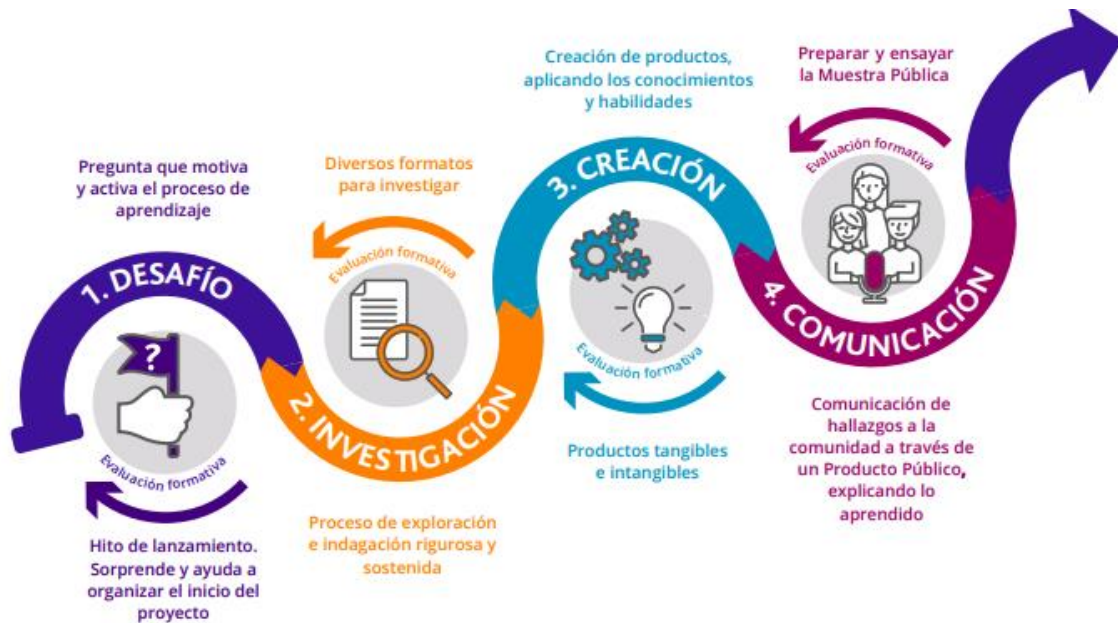 Pregunta que motiva
y activa el proceso de
aprendizaje
1. DESAFÍO
?
Evaluación formativa
Hito de lanzamiento.
Sorprende y ayuda a
organizar el inicio del
proyecto
Diversos formatos
para investigar
Evaluación formativa
2. INVESTIGACIÓN
Proceso de exploración
e indagación rigurosa y
sostenida
Creación de productos,
aplicando los conocimientos
y habilidades
3. CREACIÓN
Evaluación formativa
Productos tangibles
e intangibles
Preparar y ensayar
la Muestra Pública
Evaluación formativa
4. COMUNICACIÓN
Comunicación de
hallazgos a la
comunidad a través de
un Producto Público,
explicando lo
aprendido